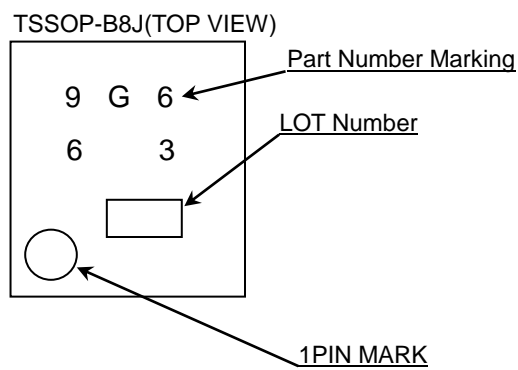 TSSOP-B8J(TOP VIEW)
Part Number Marking
9 G 6
LOT Number
6 3
1PIN MARK